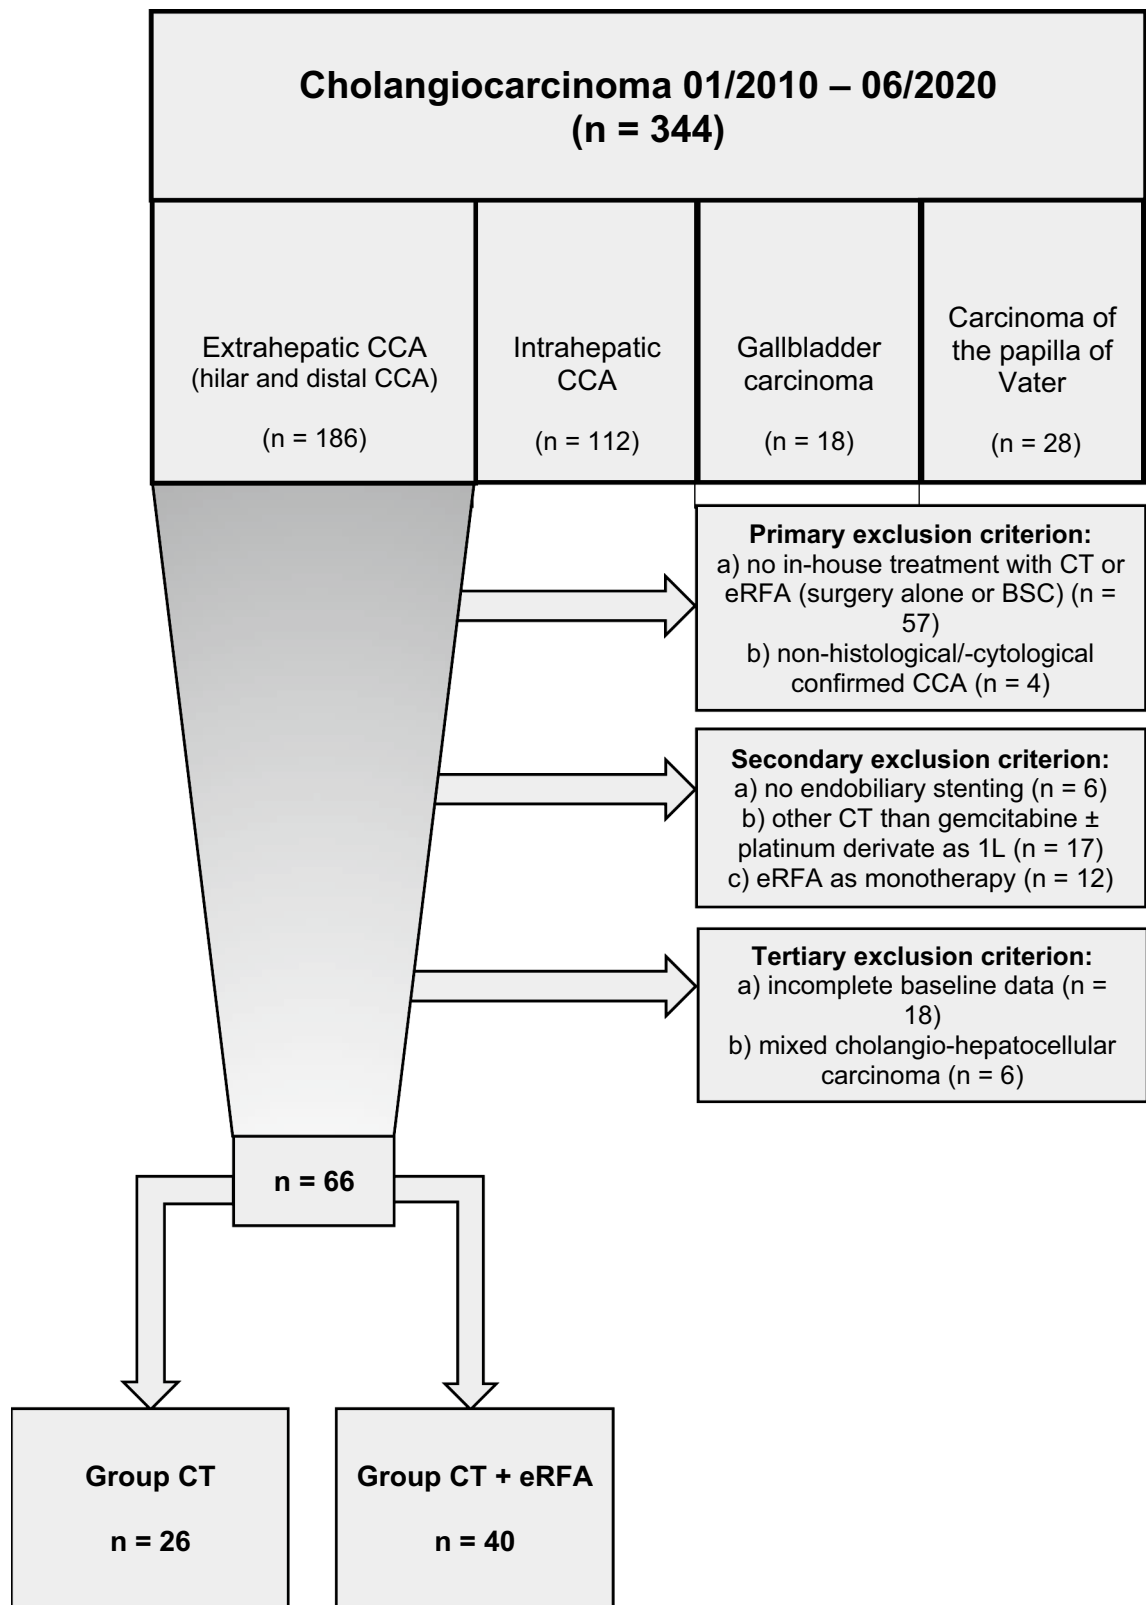 Cholangiocarcinoma 01/2010 – 06/2020
(n = 344)
Extrahepatic CCA
(hilar and distal CCA)
(n = 186)
Intrahepatic
CCA
(n = 112)
Gallbladder
carcinoma
(n = 18)
Carcinoma of
the papilla of
Vater
(n = 28)
Primary exclusion criterion:
a) no in-house treatment with CT or
eRFA (surgery alone or BSC) (n =
57)
b) non-histological/-cytological
confirmed CCA (n = 4)
Secondary exclusion criterion:
a) no endobiliary stenting (n = 6)
b) other CT than gemcitabine ±
platinum derivate as 1L (n = 17)
c) eRFA as monotherapy (n = 12)
Tertiary exclusion criterion:
a) incomplete baseline data (n =
18)
b) mixed cholangio-hepatocellular
carcinoma (n = 6)
n = 66
Group CT
n = 26
Group CT + eRFA
n = 40